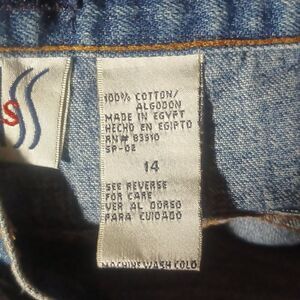 S
100% COTTON/
ALGODON
MADE IN EGYPT
HECHO EN EGIPTO
RN# 83910
SP-02
14
SEE REVERSE
FOR CARE
VER AL DORSO
PARA CUIDADO
MACHINE WASH COLD